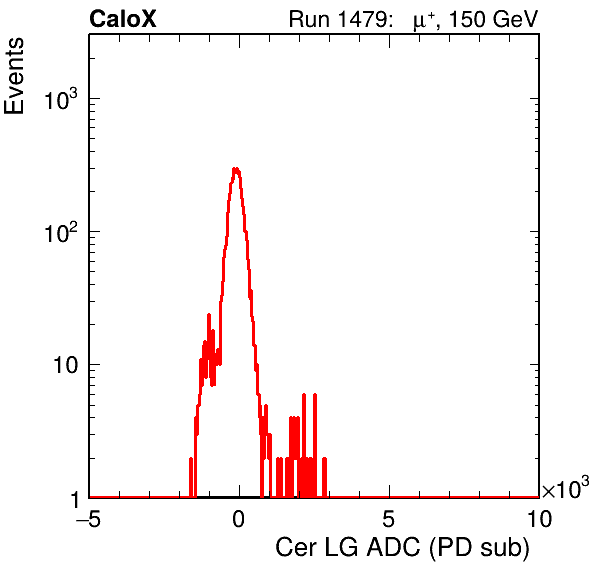 CaloX Run 1479: μ⁺, 150 GeV
Events
10³
10²
10
1
−5 0 5 10 ×10³
Cer LG ADC (PD sub)